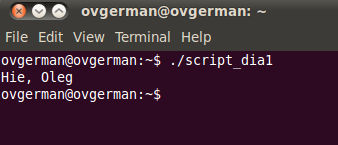 ovgerman@ovgerman: ~
File Edit View Terminal Help
ovgerman@ovgerman:~$ ./script_dia1
Hie, Oleg
ovgerman@ovgerman:~$